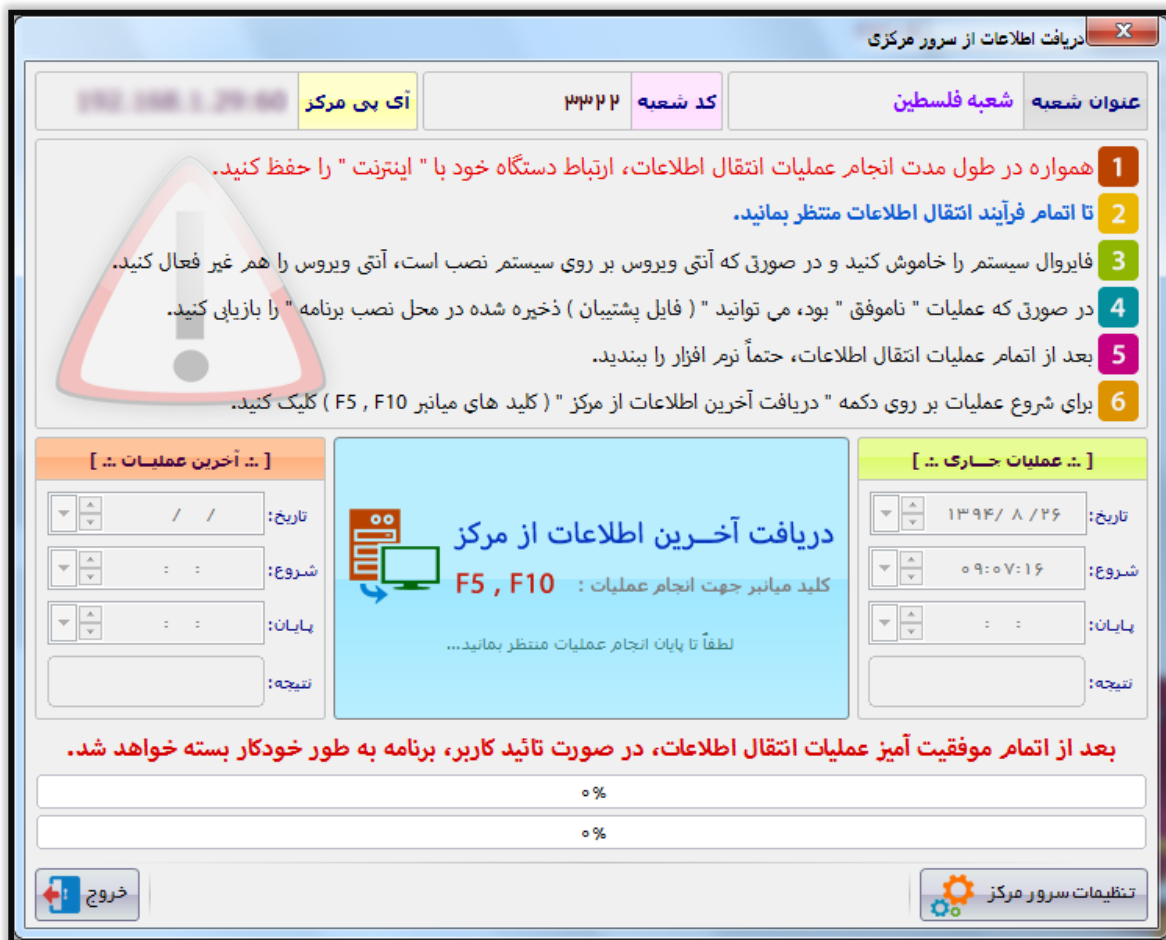 دریافت اطلاعات از سرور مرکزی
عنوان شعبه شعبه فلسطین کد شعبه ۳۳۲۲ آی پی مرکز
1 همواره در طول مدت انجام عملیات انتقال اطلاعات، ارتباط دستگاه خود با " اینترنت " را حفظ کنید.
2 تا اتمام فرآیند انتقال اطلاعات منتظر بمانید.
3 فایروال سیستم را خاموش کنید و در صورتی که آنتی ویروس بر روی سیستم نصب است، آنتی ویروس را هم غیر فعال کنید.
4 در صورتی که عملیات " ناموفق " بود، می توانید " ( فایل پشتیبان ) ذخیره شده در محل نصب برنامه " را بازیابی کنید.
5 بعد از اتمام عملیات انتقال اطلاعات، حتماً نرم افزار را ببندید.
6 برای شروع عملیات بر روی دکمه " دریافت آخرین اطلاعات از مرکز " ( کلید های میانبر F5 , F10 ) کلیک کنید.
[ .:: عملیات جــاری ::. ]
تاریخ: ۱۳۹۴/ ۸ /۲۶
شروع: ۰۹:۰۷:۱۶
پایان: : :
نتیجه:
دریافت آخــرین اطلاعات از مرکز
کلید میانبر جهت انجام عملیات : F5 , F10
لطفاً تا پایان انجام عملیات منتظر بمانید...
[ .:: آخرین عملیــات ::. ]
تاریخ: / /
شروع: : :
پایان: : :
نتیجه:
بعد از اتمام موفقیت آمیز عملیات انتقال اطلاعات، در صورت تائید کاربر، برنامه به طور خودکار بسته خواهد شد.
۰%
۰%
تنظیمات سرور مرکز
خروج